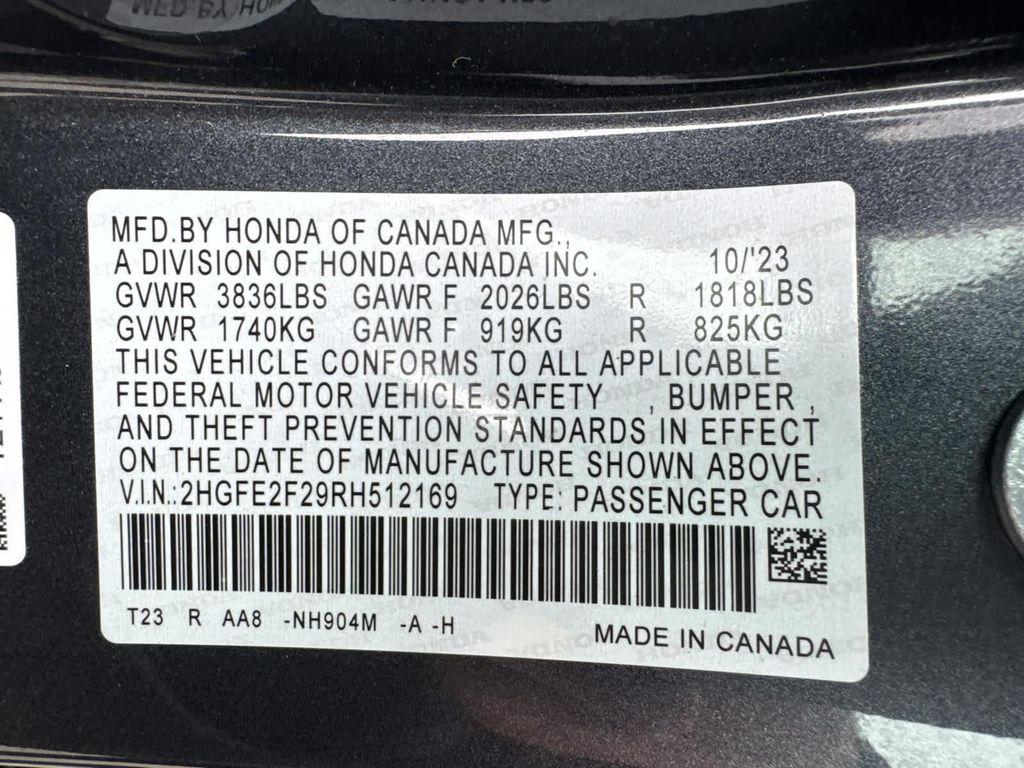 MFD.BY HONDA OF CANADA MFG.,
A DIVISION OF HONDA CANADA INC. 10/'23
GVWR 3836LBS GAWR F 2026LBS R 1818LBS
GVWR 1740KG GAWR F 919KG R 825KG
THIS VEHICLE CONFORMS TO ALL APPLICABLE
FEDERAL MOTOR VEHICLE SAFETY , BUMPER ,
AND THEFT PREVENTION STANDARDS IN EFFECT
ON THE DATE OF MANUFACTURE SHOWN ABOVE.
V.I.N.:2HGFE2F29RH512169 TYPE: PASSENGER CAR
T23 R AA8 -NH904M -A -H
MADE IN CANADA